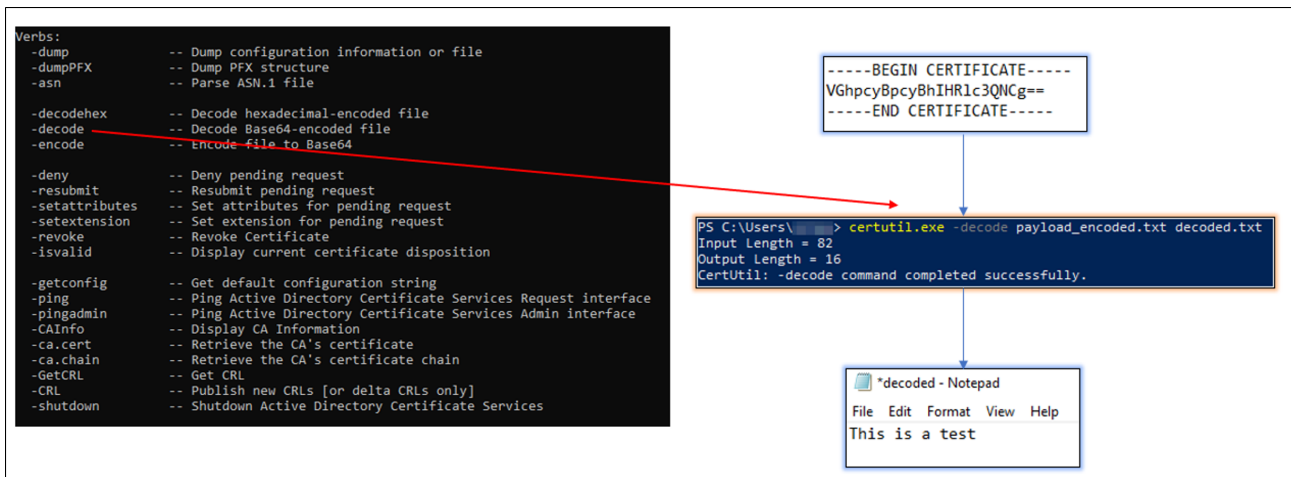 Verbs:
-dump -- Dump configuration information or file
-dumpPFX -- Dump PFX structure
-asn -- Parse ASN.1 file
-decodehex -- Decode hexadecimal-encoded file
-decode -- Decode Base64-encoded file
-encode -- Encode file to Base64
-deny -- Deny pending request
-resubmit -- Resubmit pending request
-setattributes -- Set attributes for pending request
-setextension -- Set extension for pending request
-revoke -- Revoke Certificate
-isvalid -- Display current certificate disposition
-getconfig -- Get default configuration string
-ping -- Ping Active Directory Certificate Services Request interface
-pingadmin -- Ping Active Directory Certificate Services Admin interface
-CAInfo -- Display CA Information
-ca.cert -- Retrieve the CA's certificate
-ca.chain -- Retrieve the CA's certificate chain
-GetCRL -- Get CRL
-CRL -- Publish new CRLs [or delta CRLs only]
-shutdown -- Shutdown Active Directory Certificate Services
-----BEGIN CERTIFICATE-----
VGhpcyBpcyBhIHRlc3QNCg==
-----END CERTIFICATE-----
PS C:\Users\ > certutil.exe -decode payload_encoded.txt decoded.txt
Input Length = 82
Output Length = 16
CertUtil: -decode command completed successfully.
*decoded - Notepad
File Edit Format View Help
This is a test